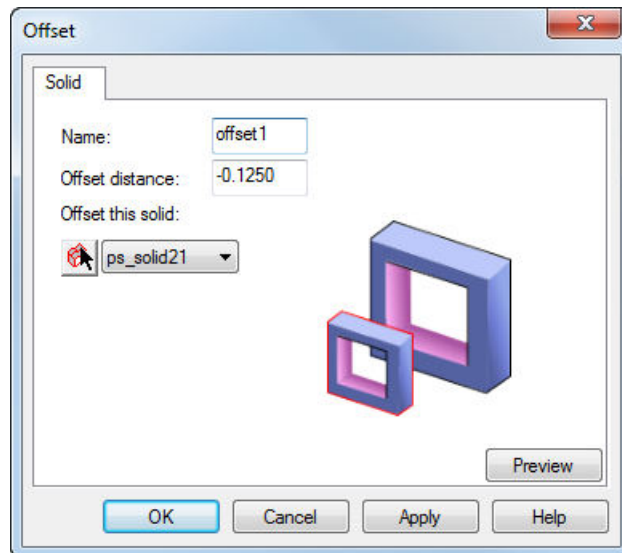 Offset
Solid
Name: offset1
Offset distance: -0.1250
Offset this solid:
ps_solid21
Preview
OK Cancel Apply Help